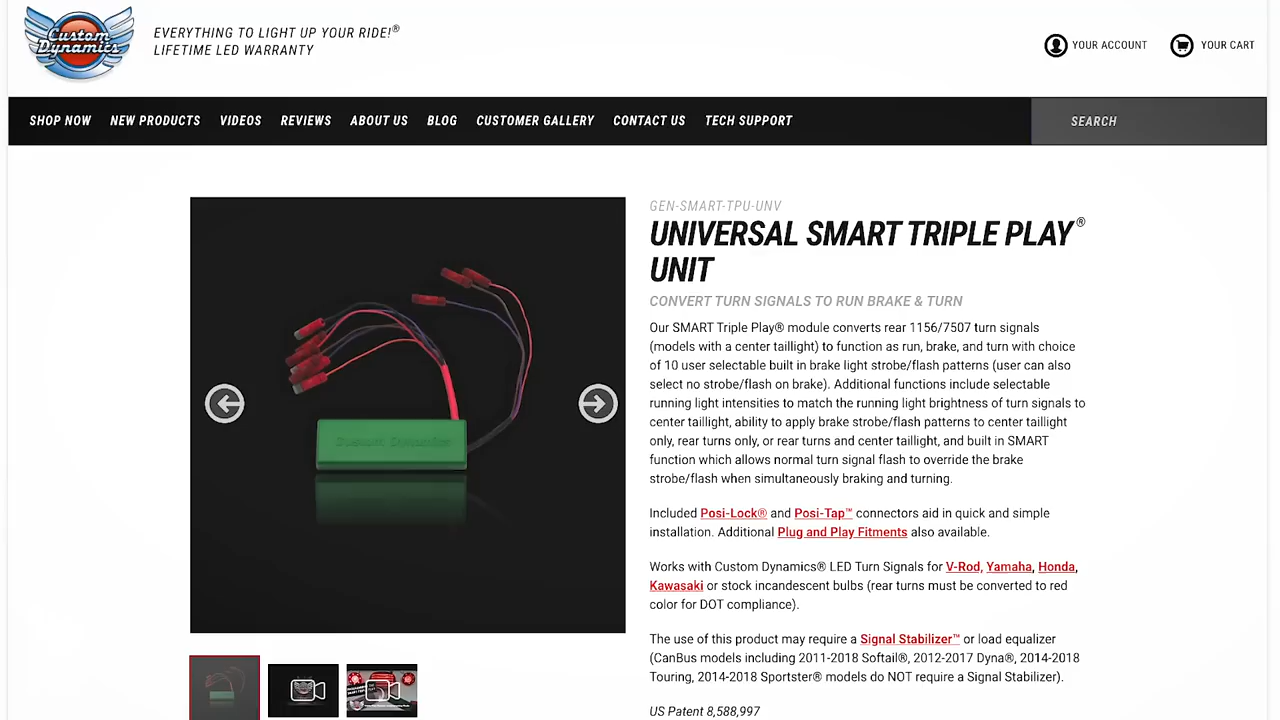 Custom
Dynamics
EVERYTHING TO LIGHT UP YOUR RIDE!®
LIFETIME LED WARRANTY
YOUR ACCOUNT
YOUR CART
SHOP NOW
NEW PRODUCTS
VIDEOS
REVIEWS
ABOUT US
BLOG
CUSTOMER GALLERY
CONTACT US
TECH SUPPORT
SEARCH
GEN-SMART-TPU-UNV
UNIVERSAL SMART TRIPLE PLAY®
UNIT
CONVERT TURN SIGNALS TO RUN BRAKE & TURN
Our SMART Triple Play® module converts rear 1156/7507 turn signals
(models with a center taillight) to function as run, brake, and turn with choice
of 10 user selectable built in brake light strobe/flash patterns (user can also
select no strobe/flash on brake). Additional functions include selectable
running light intensities to match the running light brightness of turn signals to
center taillight, ability to apply brake strobe/flash patterns to center taillight
only, rear turns only, or rear turns and center taillight, and built in SMART
function which allows normal turn signal flash to override the brake
strobe/flash when simultaneously braking and turning.
Included Posi-Lock® and Posi-Tap™ connectors aid in quick and simple
installation. Additional Plug and Play Fitments also available.
Works with Custom Dynamics® LED Turn Signals for V-Rod, Yamaha, Honda,
Kawasaki or stock incandescent bulbs (rear turns must be converted to red
color for DOT compliance).
The use of this product may require a Signal Stabilizer™ or load equalizer
(CanBus models including 2011-2018 Softail®, 2012-2017 Dyna®, 2014-2018
Touring, 2014-2018 Sportster® models do NOT require a Signal Stabilizer).
US Patent 8,588,997
Custom Dynamics